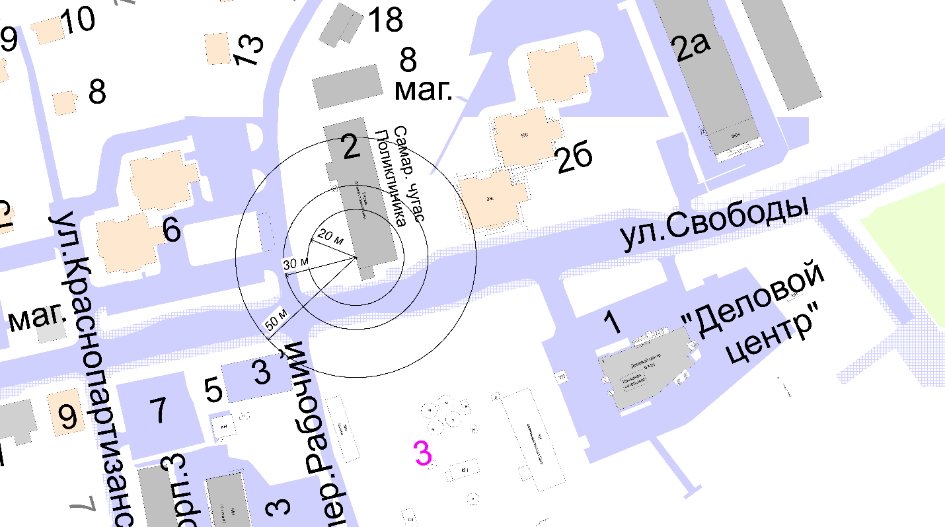 10
18
9
13
8
8
маг.
2а
2
Самар. чугас
Поликлиника
2б
6
ул.Свободы
20 м
30 м
50 м
маг.
ул.Краснопартизанс
1
"Деловой
центр"
3
5
7
9
пер.Рабочий
3
3
7